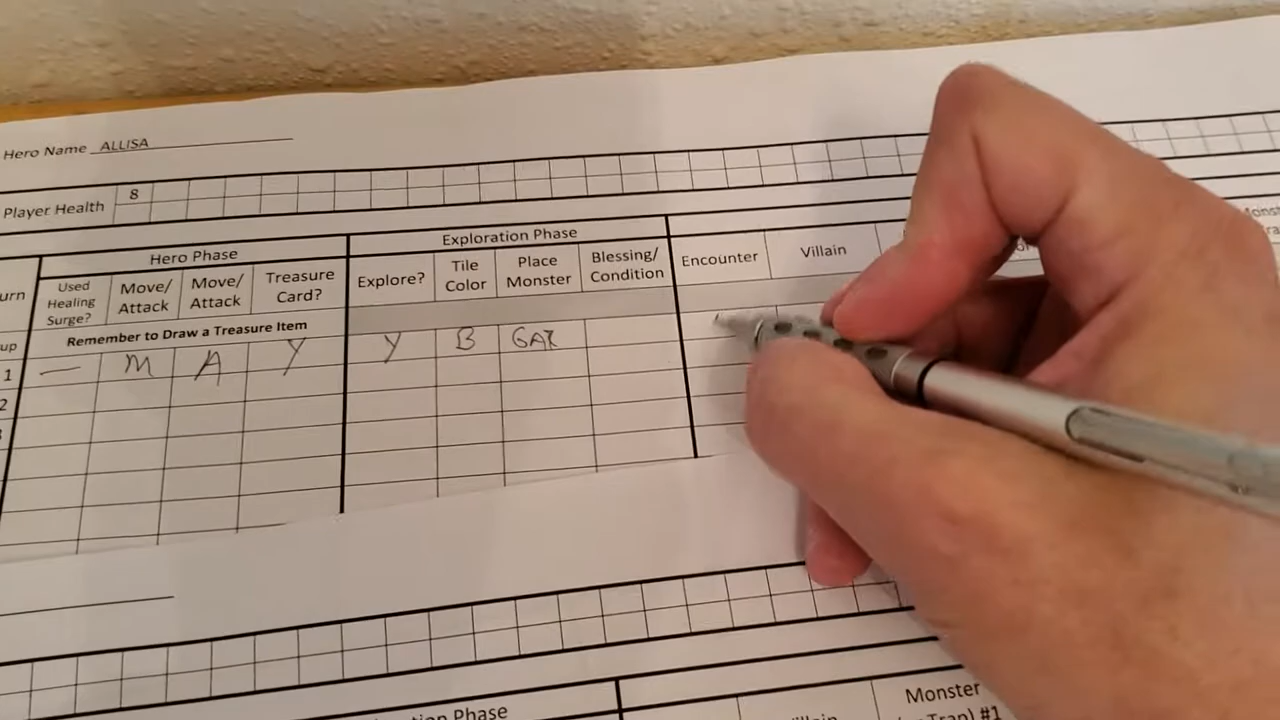 Hero Name ALLISA
Player Health 8
Hero Phase Exploration Phase
Used Healing Surge? Move/ Attack Move/ Attack Treasure Card? Explore? Tile Color Place Monster Blessing/ Condition Encounter Villain
Remember to Draw a Treasure Item
1 — M A Y Y B GAR
2
Phase
Monster
Trap) #1